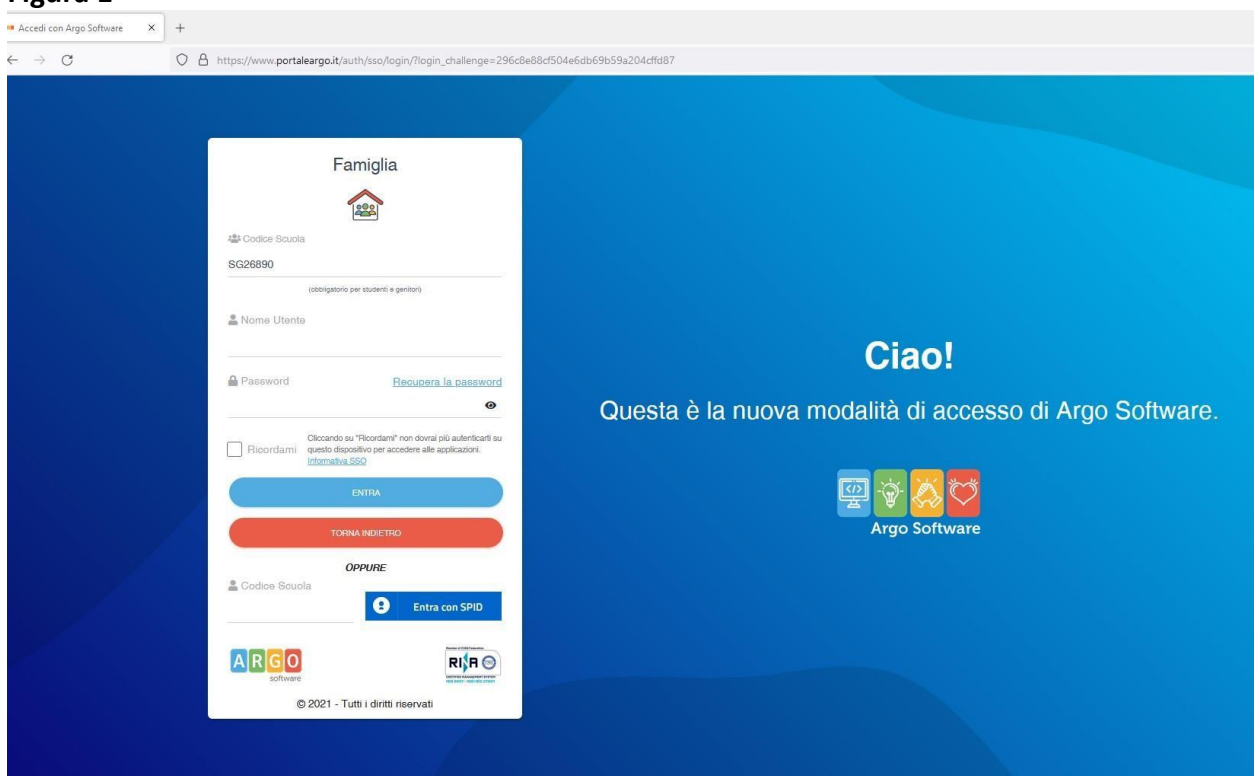 Accedi con Argo Software
https://www.portaleargo.it/auth/sso/login/?login_challenge=296c8e88cf504e6db69b59a204cffd87
Famiglia
Codice Scuola
SG26890
(obbligatorio per studenti e genitori)
Nome Utente
Password Recupera la password
Ricordami
Cliccando su "Ricordami" non dovrai più autenticarti su
questo dispositivo per accedere alle applicazioni.
Informativa SSO
ENTRA
TORNA INDIETRO
OPPURE
Codice Scuola
Entra con SPID
ARGO
software
RINA
© 2021 - Tutti i diritti riservati
Ciao!
Questa è la nuova modalità di accesso di Argo Software.
Argo Software